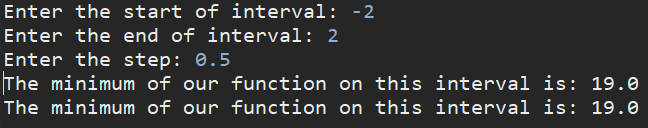 Enter the start of interval: -2
Enter the end of interval: 2
Enter the step: 0.5
The minimum of our function on this interval is: 19.0
The minimum of our function on this interval is: 19.0